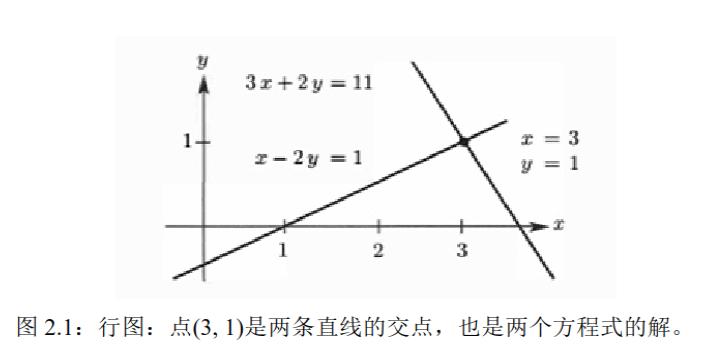 y
3x + 2y = 11
1
x = 3
x − 2y = 1
y = 1
x
1
2
3
图 2.1：行图：点(3, 1)是两条直线的交点，也是两个方程式的解。